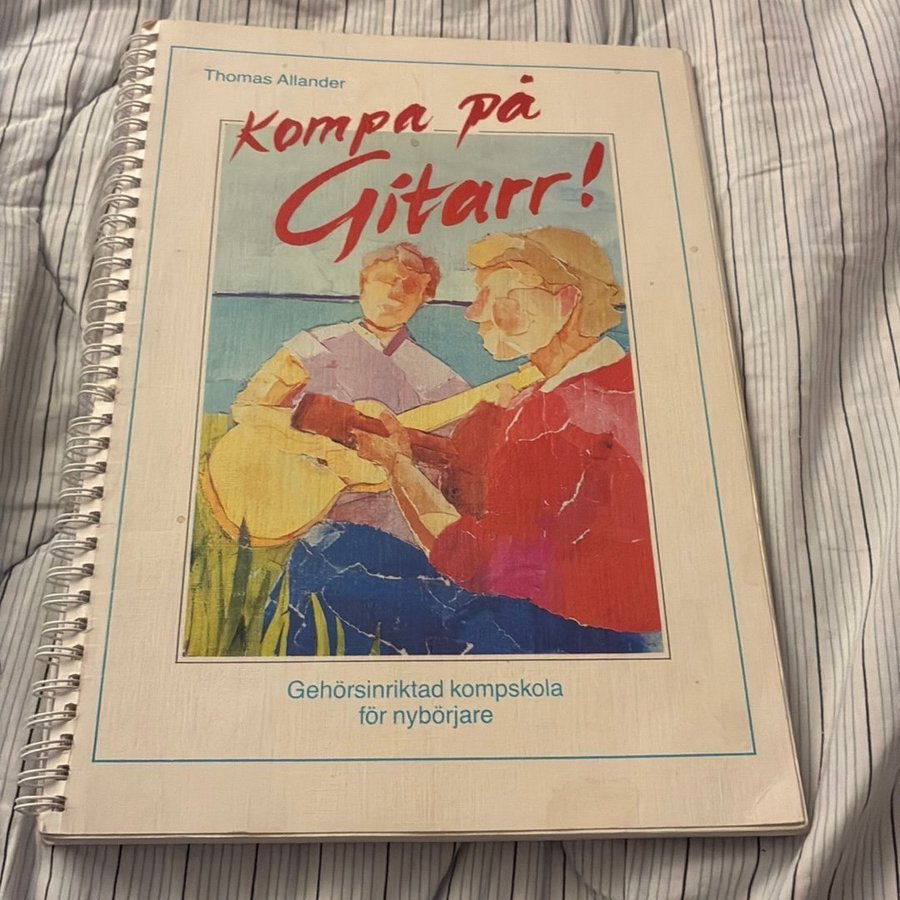 Thomas Allander
Kompa på
Gitarr!
Gehörsinriktad kompskola
för nybörjare